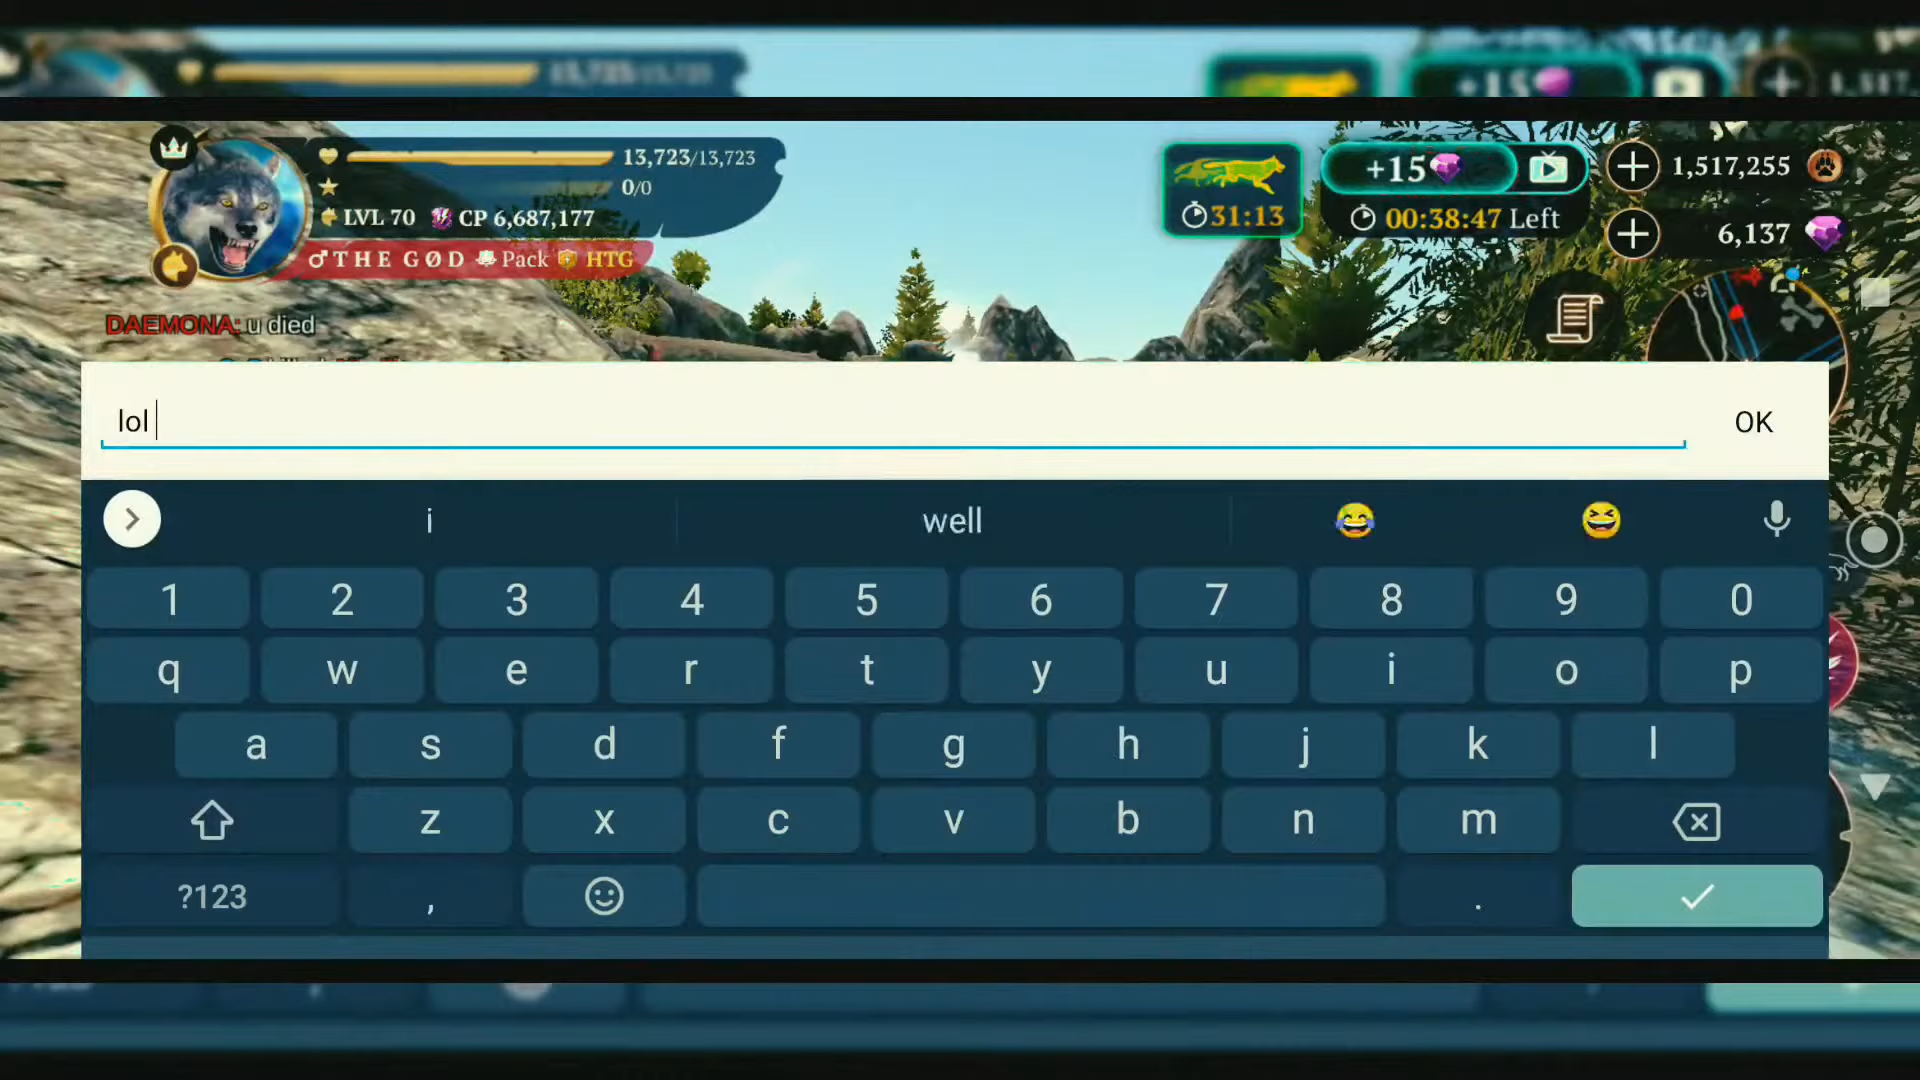 13,723/13,723
0/0
LVL 70 CP 6,687,177
♂ T H E G Ø D Pack HTG
31:13
+15
00:38:47 Left
1,517,255
6,137
DAEMONA: u died
lol
OK
i well 😂 😆
1 2 3 4 5 6 7 8 9 0
q w e r t y u i o p
a s d f g h j k l
z x c v b n m
?123 , .